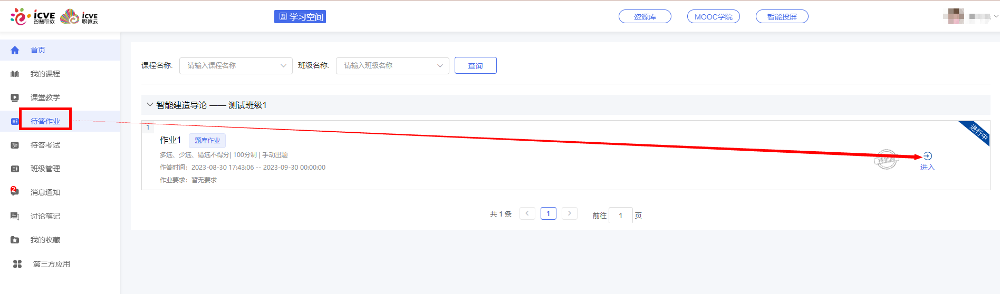 iCVE
智慧职教
iCVE
职教云
学习空间
资源库
MOOC学院
智能投屏
首页
我的课程
课堂教学
待答作业
待答考试
班级管理
2
消息通知
讨论笔记
我的收藏
第三方应用
课程名称:
请输入课程名称
班级名称:
请输入班级名称
查询
智能建造导论 —— 测试班级1
1
作业1
题库作业
多选、少选、错选不得分| 100分制 | 手动出题
作答时间：2023-08-30 17:43:06 -- 2023-09-30 00:00:00
作业要求：暂无要求
进行中
进入
共 1 条
1
前往
1
页